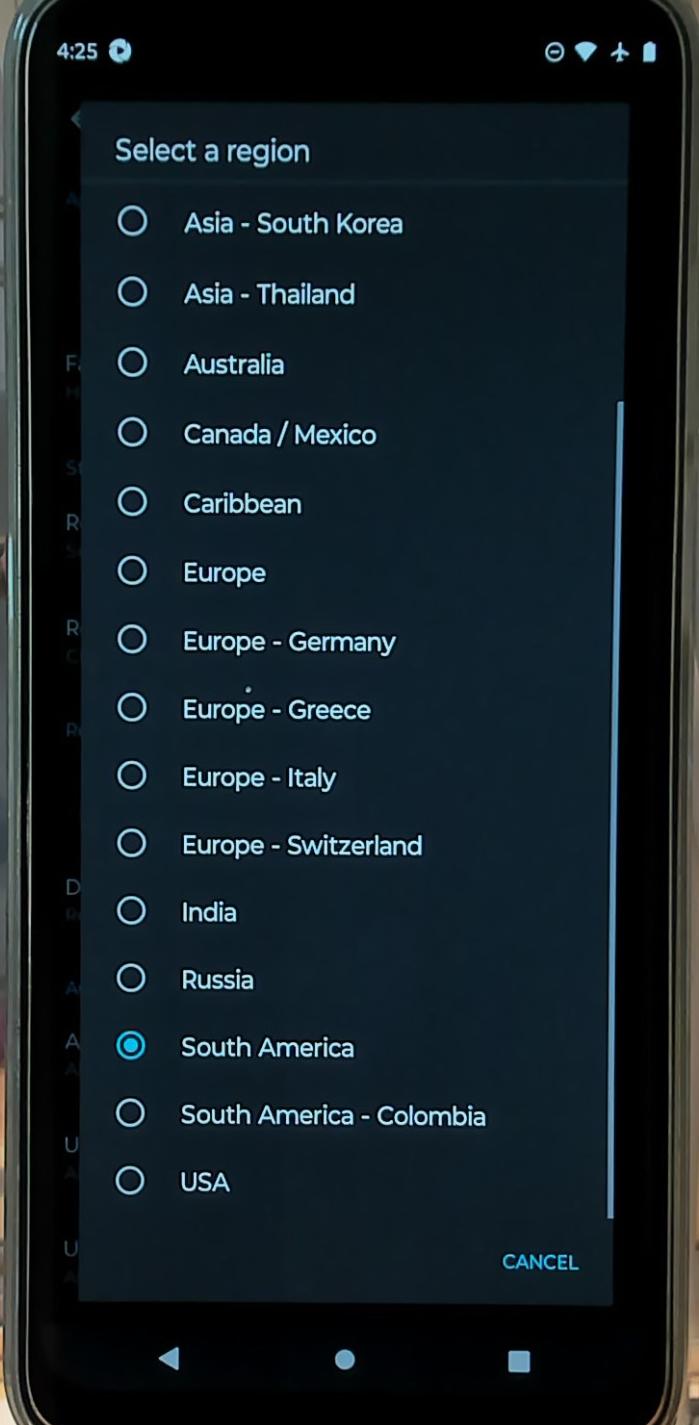 4:25
Select a region
Asia - South Korea
Asia - Thailand
Australia
Canada / Mexico
Caribbean
Europe
Europe - Germany
Europe - Greece
Europe - Italy
Europe - Switzerland
India
Russia
South America
South America - Colombia
USA
CANCEL